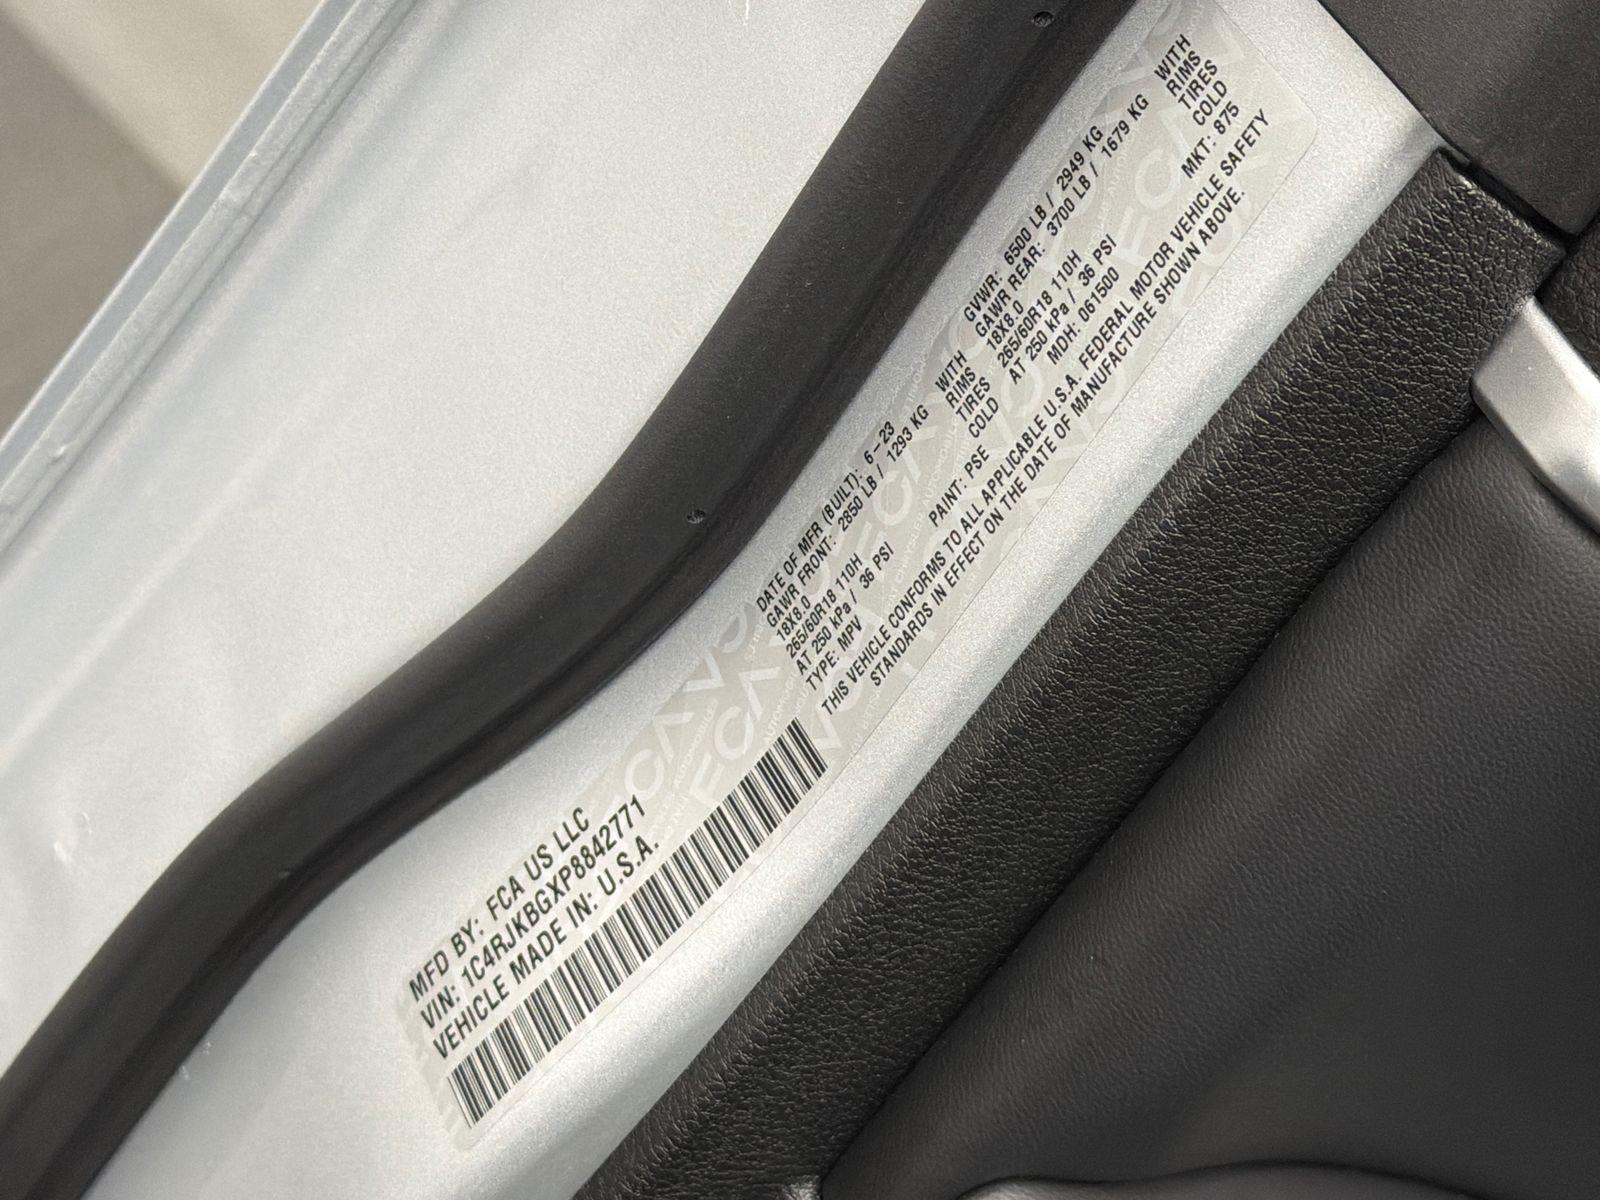 MFD BY: FCA US LLC
VIN: 1C4RJKBGXP8842771
VEHICLE MADE IN: U.S.A.
DATE OF MFR (BUILT): 6-23
GVWR: 6500 LB / 2949 KG
GAWR FRONT: 2850 LB / 1293 KG WITH
GAWR REAR: 3700 LB / 1679 KG WITH
18X8.0 RIMS
18X8.0 RIMS
265/60R18 110H TIRES
265/60R18 110H TIRES
AT 250 kPa / 36 PSI COLD
AT 250 kPa / 36 PSI COLD
TYPE: MPV PAINT: PSE MDH: 061500 MKT: 875
THIS VEHICLE CONFORMS TO ALL APPLICABLE U.S.A. FEDERAL MOTOR VEHICLE SAFETY
STANDARDS IN EFFECT ON THE DATE OF MANUFACTURE SHOWN ABOVE.